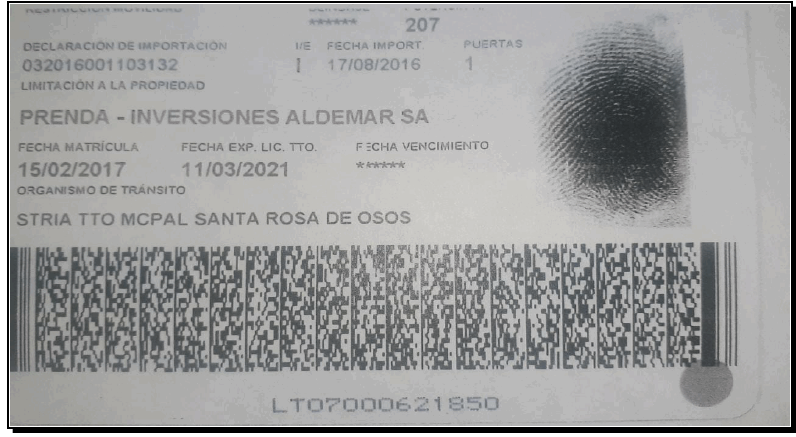 RESTRICCIÓN MOVILIDAD
****** 207
DECLARACIÓN DE IMPORTACIÓN I/E FECHA IMPORT. PUERTAS
032016001103132 I 17/08/2016 1
LIMITACIÓN A LA PROPIEDAD
PRENDA - INVERSIONES ALDEMAR SA
FECHA MATRÍCULA FECHA EXP. LIC. TTO. FECHA VENCIMIENTO
15/02/2017 11/03/2021 ******
ORGANISMO DE TRÁNSITO
STRIA TTO MCPAL SANTA ROSA DE OSOS
LT07000621850